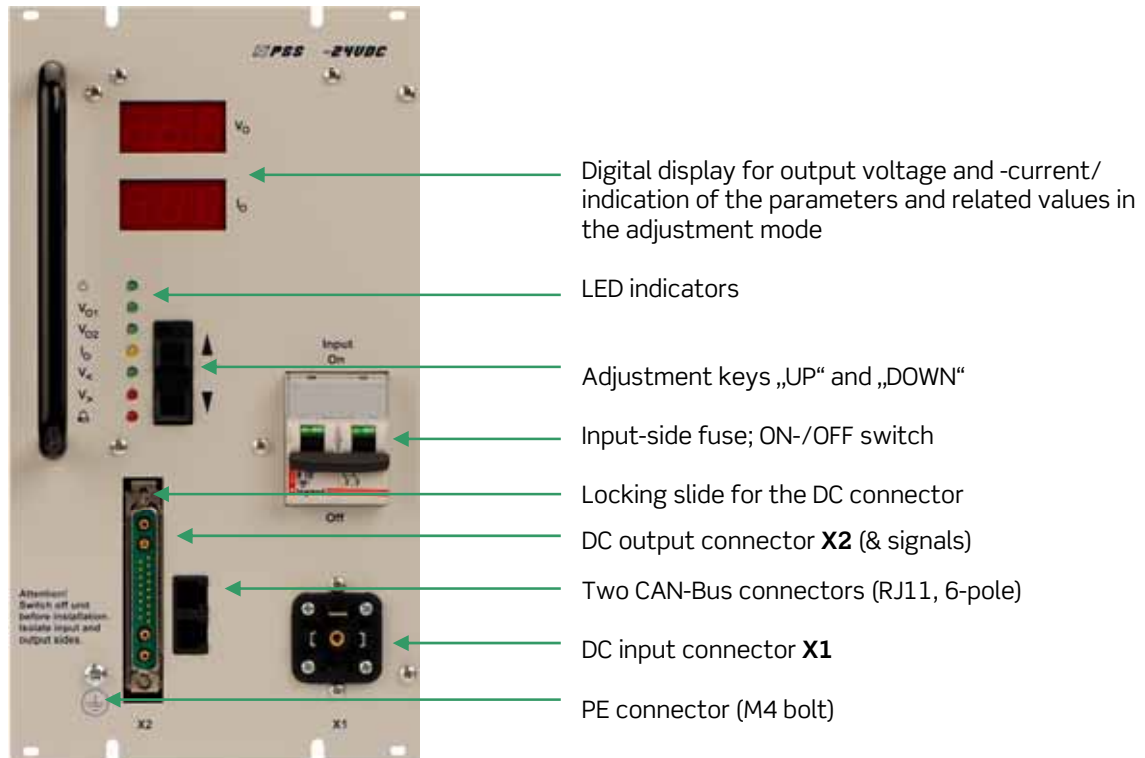 PSS -24VDC
Vo
Io
Digital display for output voltage and -current/
indication of the parameters and related values in
the adjustment mode
LED indicators
Vo1
Vo2
Io
V<
V>
Input
On
Adjustment keys „UP“ and „DOWN“
Input-side fuse; ON-/OFF switch
Locking slide for the DC connector
Off
DC output connector X2 (& signals)
Two CAN-Bus connectors (RJ11, 6-pole)
Attention!
Switch off unit
before installation.
Isolate input and
output sides.
DC input connector X1
PE connector (M4 bolt)
X2
X1